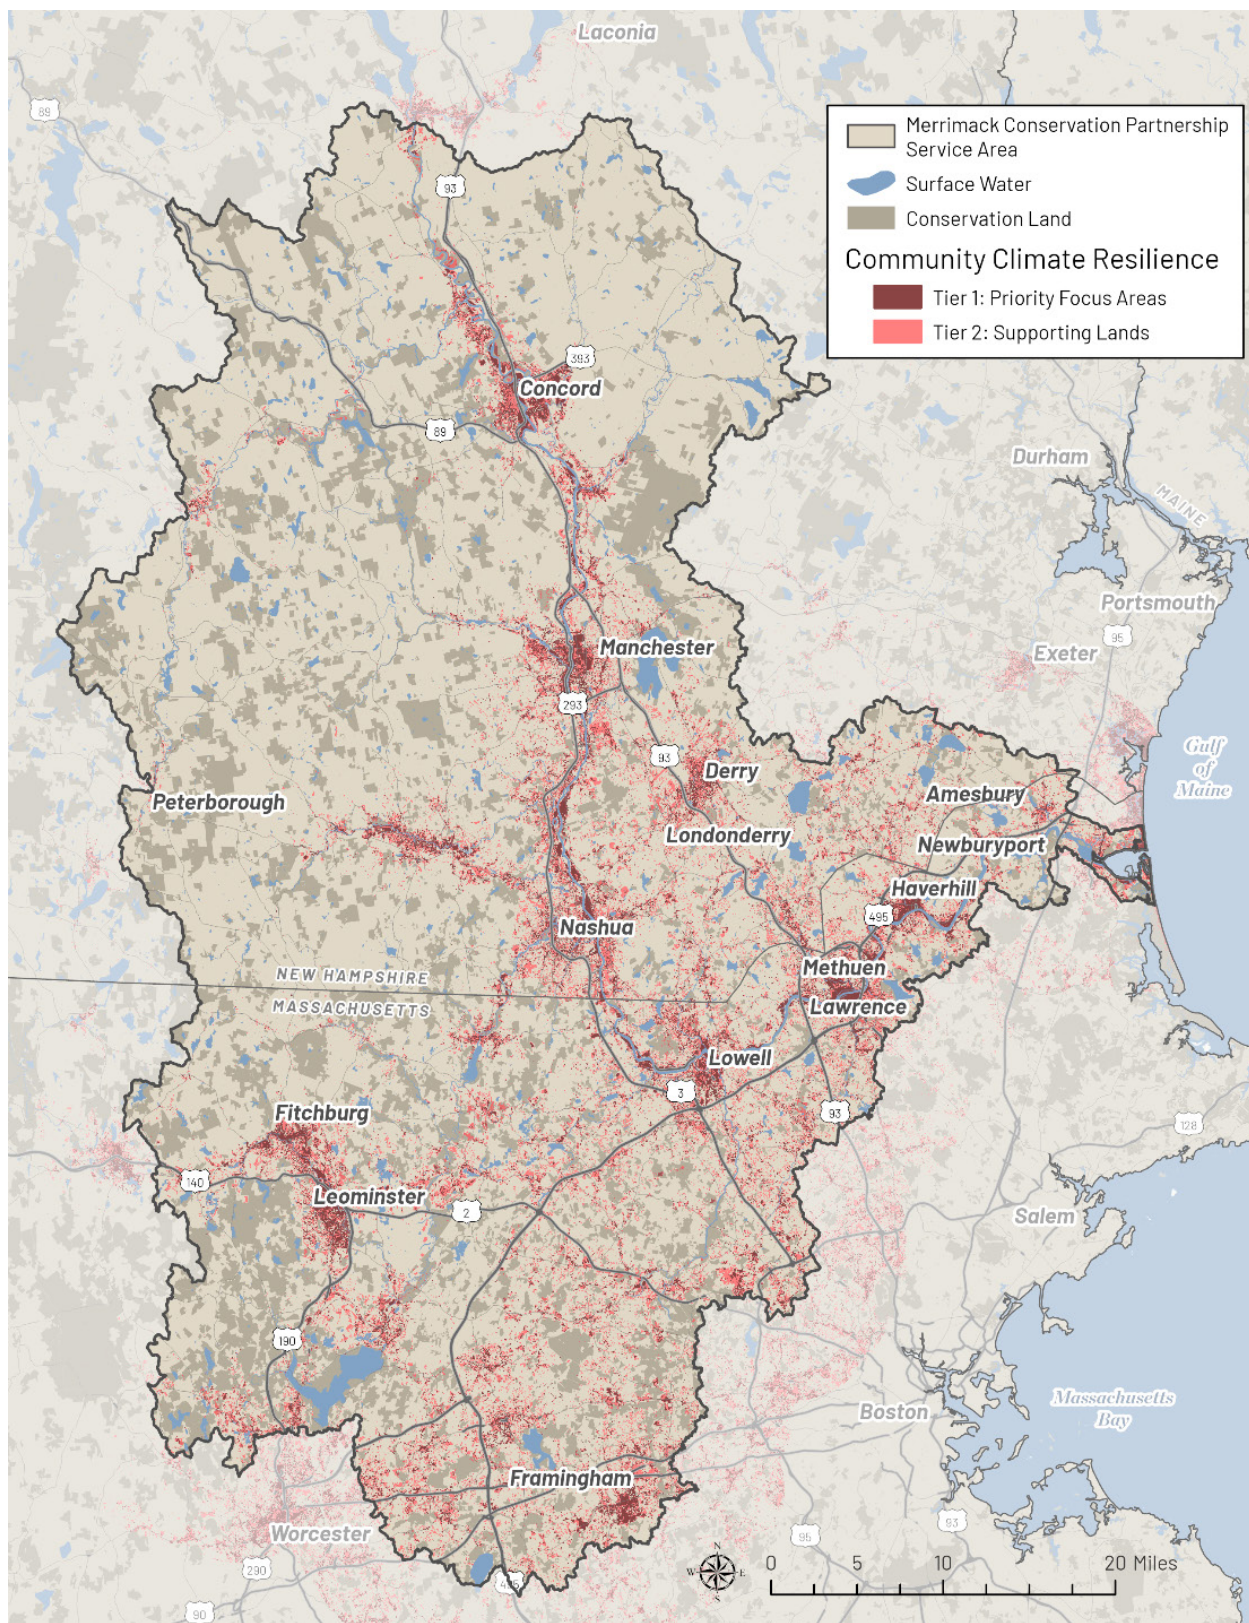 Laconia
89
Merrimack Conservation Partnership
Service Area
Surface Water
Conservation Land
Community Climate Resilience
Tier 1: Priority Focus Areas
Tier 2: Supporting Lands
93
393
Concord
89
Durham
MAINE
Portsmouth
95
Exeter
Manchester
293
Gulf
of
Maine
93
Derry
Peterborough
Amesbury
Londonderry
Newburyport
Haverhill
495
Nashua
NEW HAMPSHIRE
MASSACHUSETTS
Methuen
Lawrence
Lowell
3
93
Fitchburg
128
140
Leominster
2
Salem
190
Massachusetts
Bay
Boston
Framingham
Worcester
95
93
N
W
E
S
0
5
10
20 Miles
290
495
90